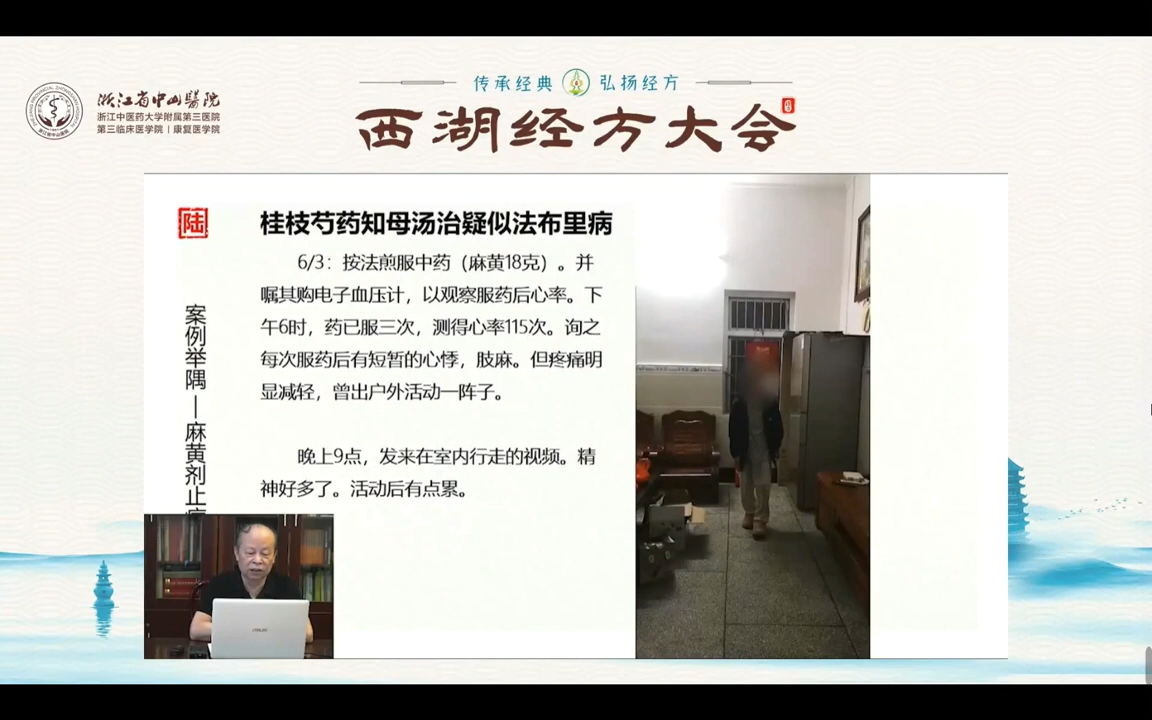 传承经典 弘扬经方
西湖经方大会
浙江省中山醫院
浙江中医药大学附属第三医院
第三临床医学院 | 康复医学院
陆
桂枝芍药知母汤治疑似法布里病
案例举隅—麻黄剂止
6/3：按法煎服中药（麻黄18克）。并
嘱其购电子血压计，以观察服药后心率。下
午6时，药已服三次，测得心率115次。询之
每次服药后有短暂的心悸，肢麻。但疼痛明
显减轻，曾出户外活动一阵子。
晚上9点，发来在室内行走的视频。精
神好多了。活动后有点累。